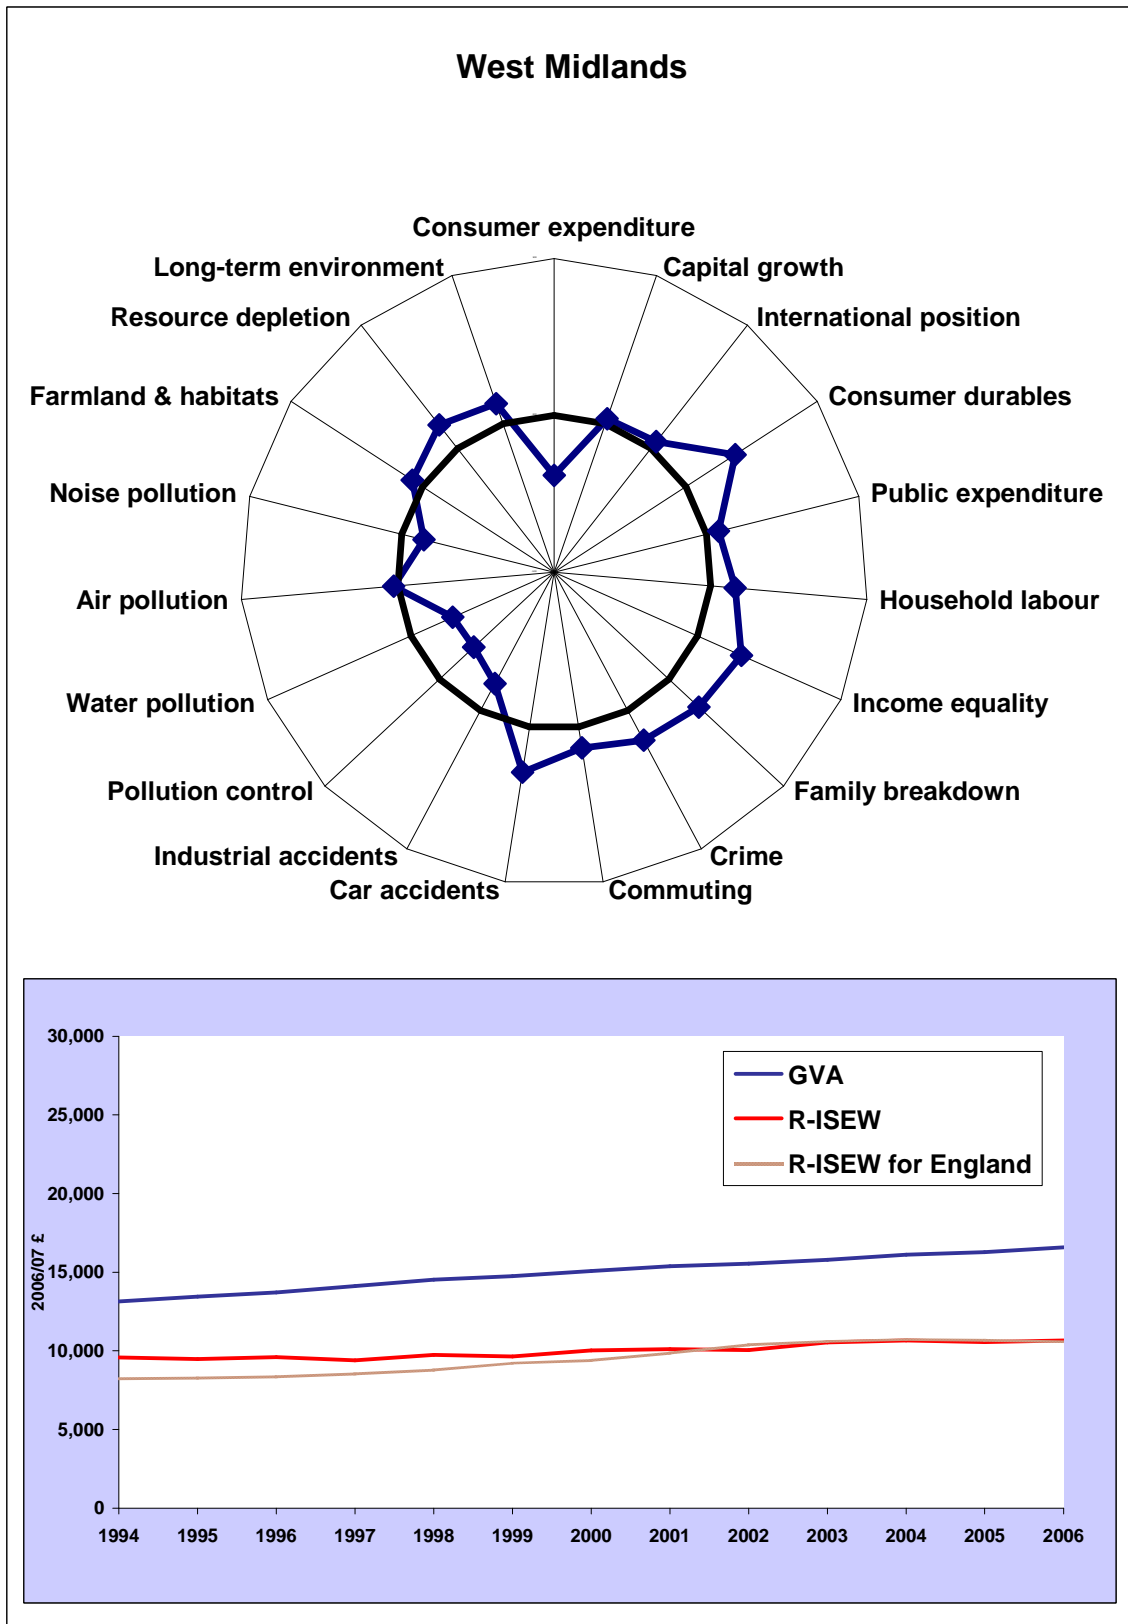 West Midlands
Consumer expenditure
Long-term environment
Capital growth
Resource depletion
International position
Farmland & habitats
Consumer durables
Noise pollution
Public expenditure
Air pollution
Household labour
Water pollution
Income equality
Pollution control
Family breakdown
Industrial accidents
Crime
Car accidents
Commuting
30,000
25,000
20,000
15,000
10,000
5,000
0
2006/07 £
GVA
R-ISEW
R-ISEW for England
1994 1995 1996 1997 1998 1999 2000 2001 2002 2003 2004 2005 2006